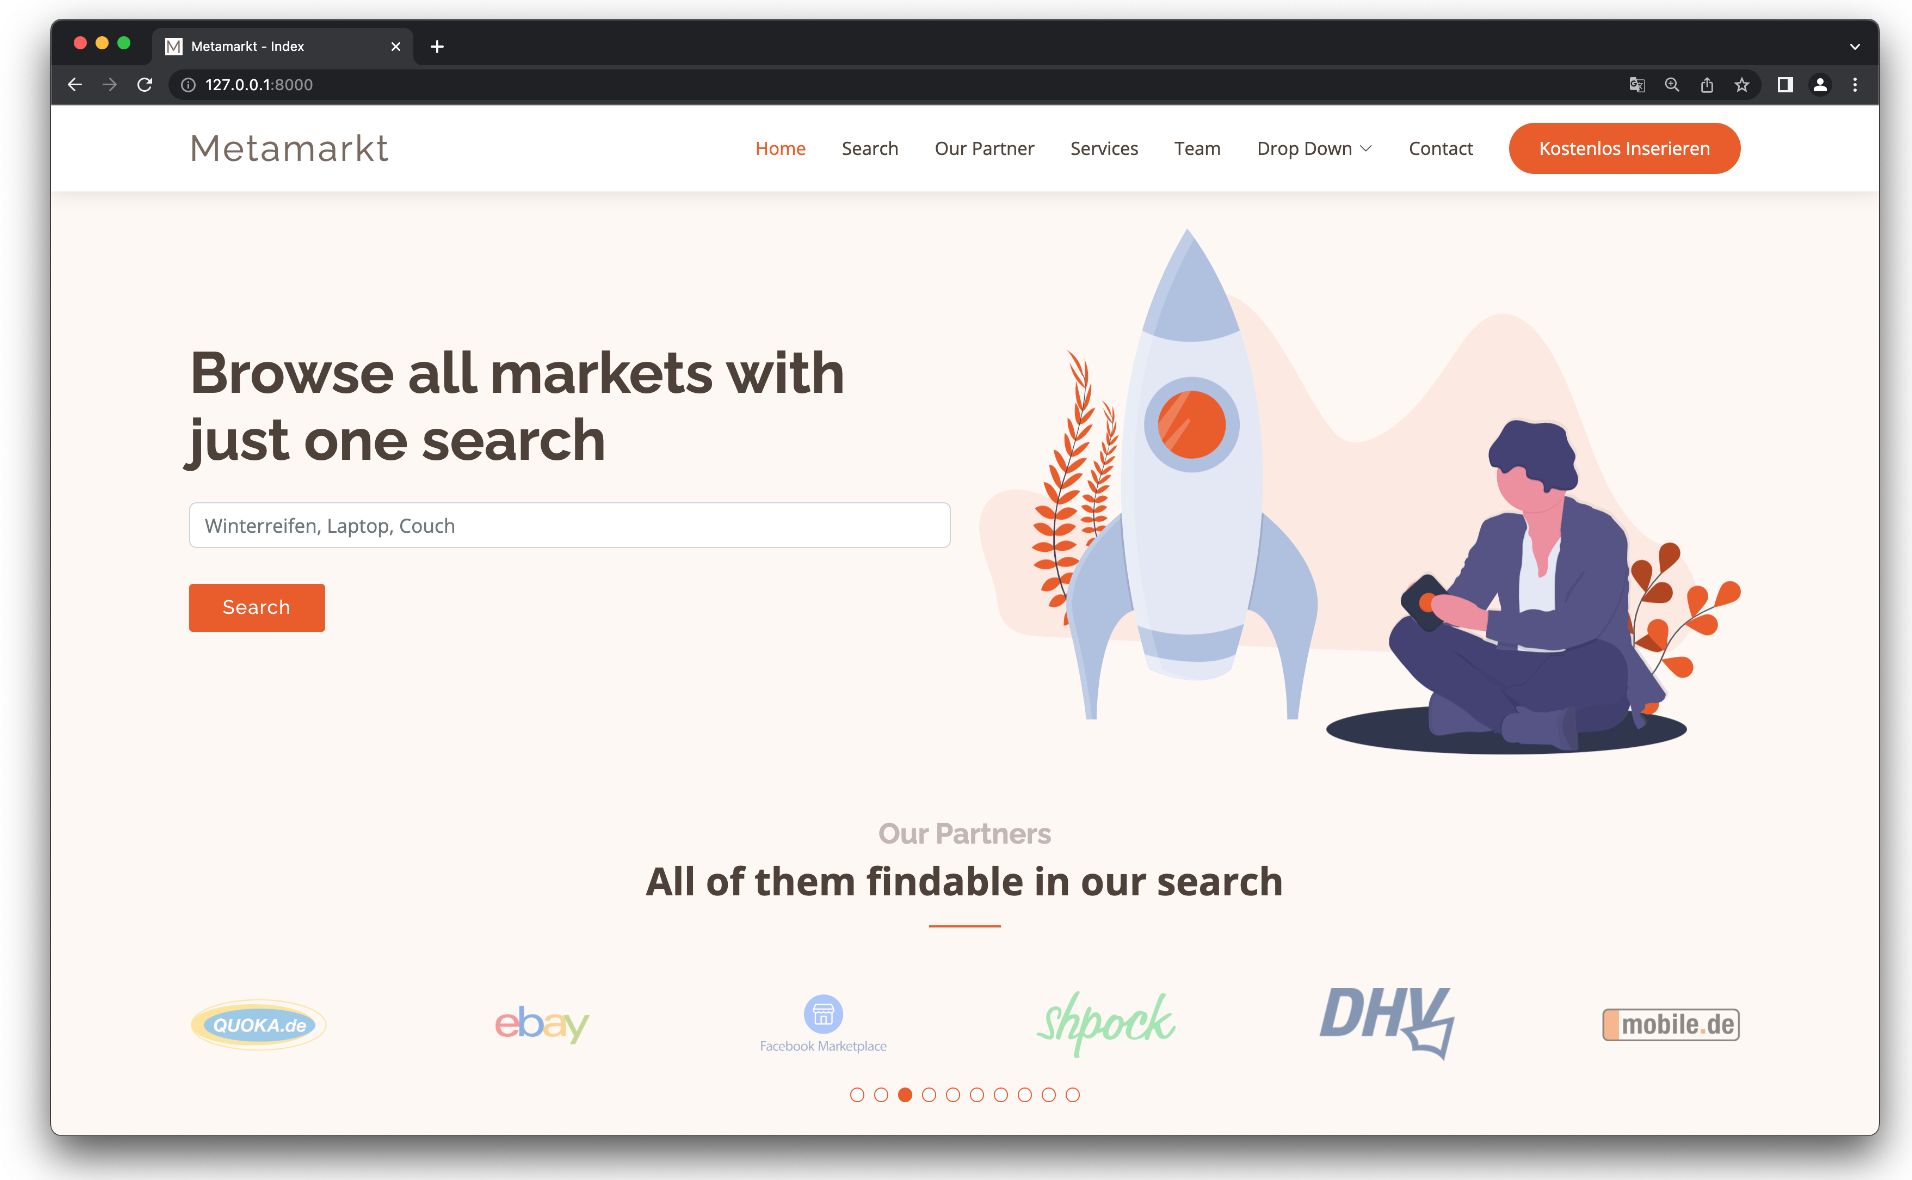 Metamarkt - Index
127.0.0.1:8000
Metamarkt
Home Search Our Partner Services Team Drop Down Contact Kostenlos Inserieren
Browse all markets with
just one search
Winterreifen, Laptop, Couch
Search
Our Partners
All of them findable in our search
QUOKA.de ebay Facebook Marketplace shpock DHV mobile.de